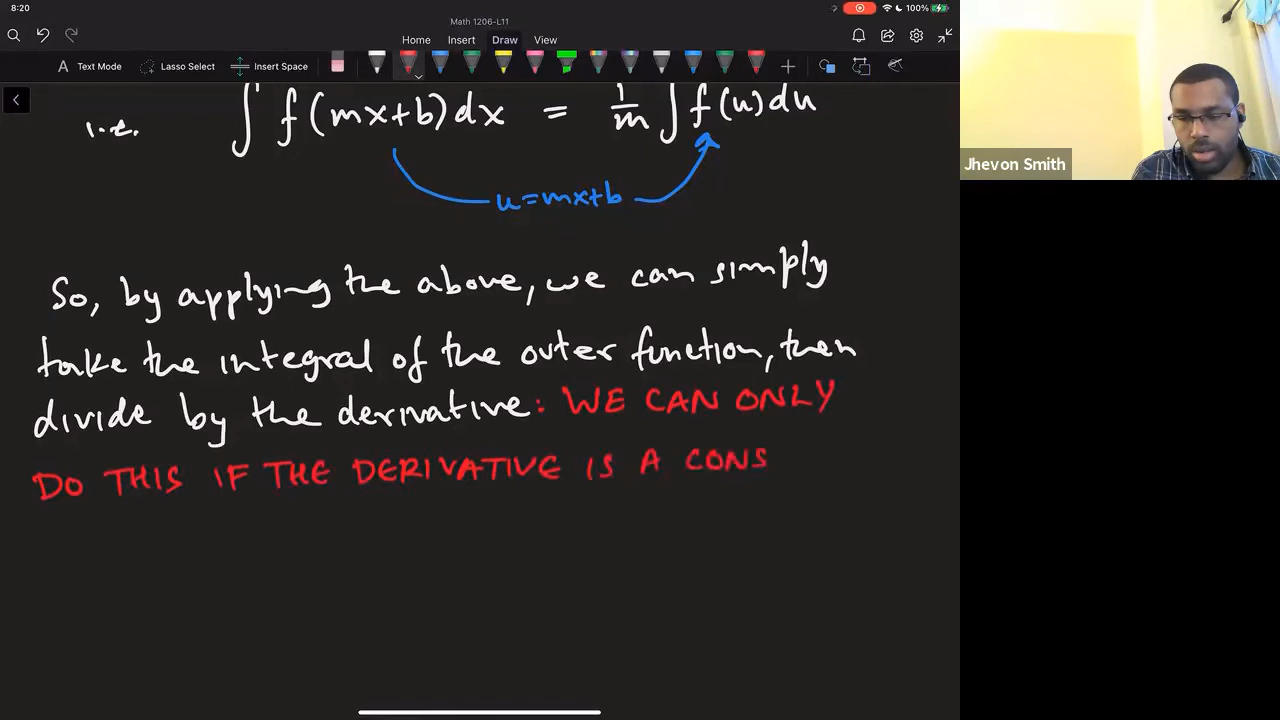 8:20
100%
Math 1206-L11
Home Insert Draw View
Text Mode Lasso Select Insert Space
i.e. ∫ f(mx+b)dx = 1/m ∫ f(u)du
u=mx+b
Jhevon Smith
So, by applying the above, we can simply
take the integral of the outer function, then
divide by the derivative: WE CAN ONLY
DO THIS IF THE DERIVATIVE IS A CONS